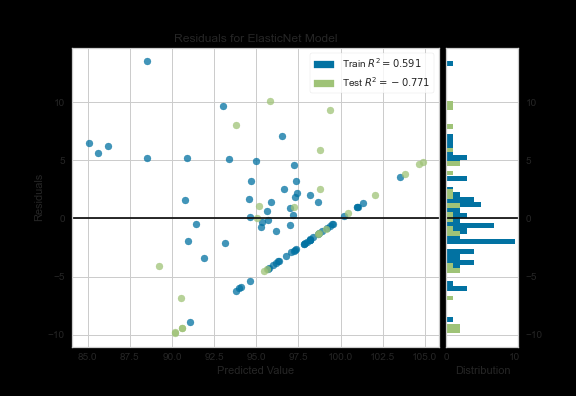 Residuals for ElasticNet Model
Train R² = 0.591
Test R² = −0.771
Residuals
10
5
0
−5
−10
85.0 87.5 90.0 92.5 95.0 97.5 100.0 102.5 105.0
Predicted Value
10
5
0
−5
−10
0 10
Distribution